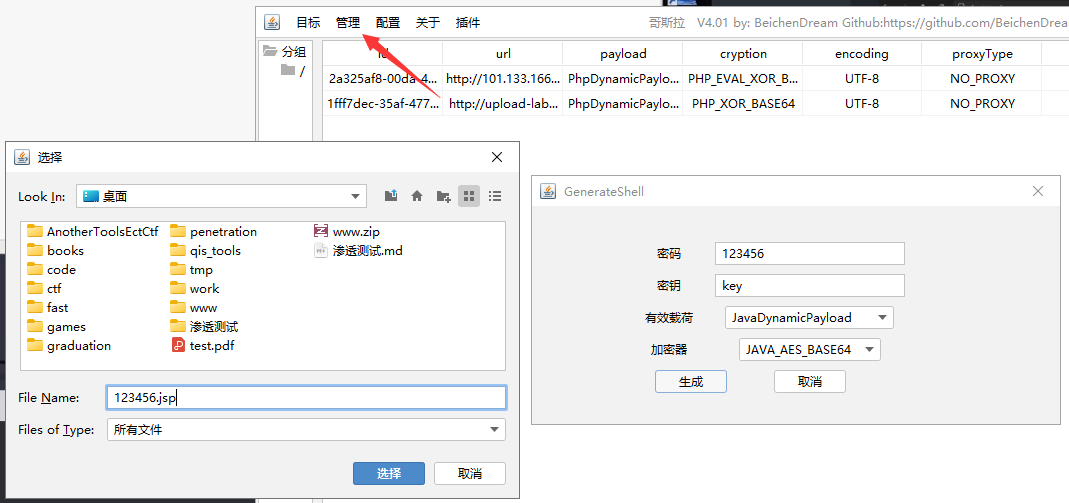 目标 管理 配置 关于 插件 哥斯拉 V4.01 by: BeichenDream Github:https://github.com/BeichenDrea
分组
/
id url payload cryption encoding proxyType
2a325af8-00da-4... http://101.133.166... PhpDynamicPaylo... PHP_EVAL_XOR_B... UTF-8 NO_PROXY
1fff7dec-35af-477... http://upload-lab... PhpDynamicPaylo... PHP_XOR_BASE64 UTF-8 NO_PROXY
选择
Look In: 桌面
AnotherToolsEctCtf penetration www.zip
books qis_tools 渗透测试.md
code tmp
ctf work
fast www
games 渗透测试
graduation test.pdf
File Name: 123456.jsp
Files of Type: 所有文件
选择 取消
GenerateShell
密码 123456
密钥 key
有效载荷 JavaDynamicPayload
加密器 JAVA_AES_BASE64
生成 取消